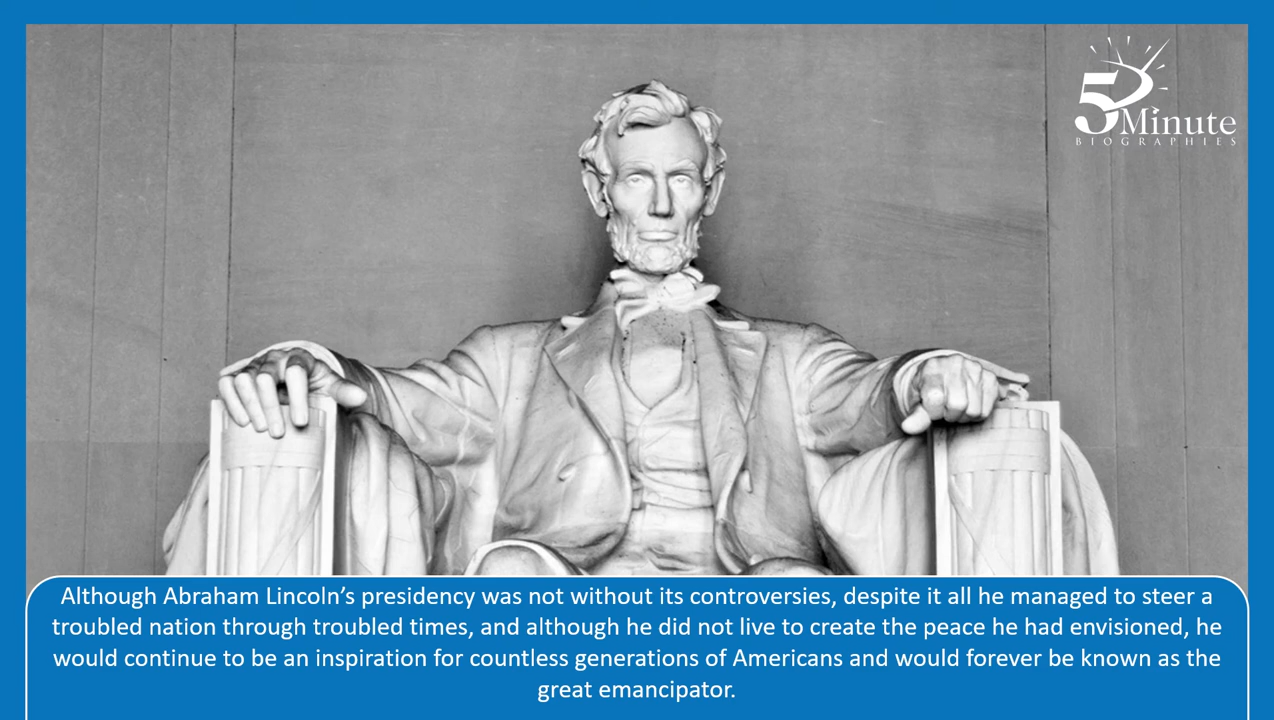 5
Minute
BIOGRAPHIES
Although Abraham Lincoln’s presidency was not without its controversies, despite it all he managed to steer a
troubled nation through troubled times, and although he did not live to create the peace he had envisioned, he
would continue to be an inspiration for countless generations of Americans and would forever be known as the
great emancipator.